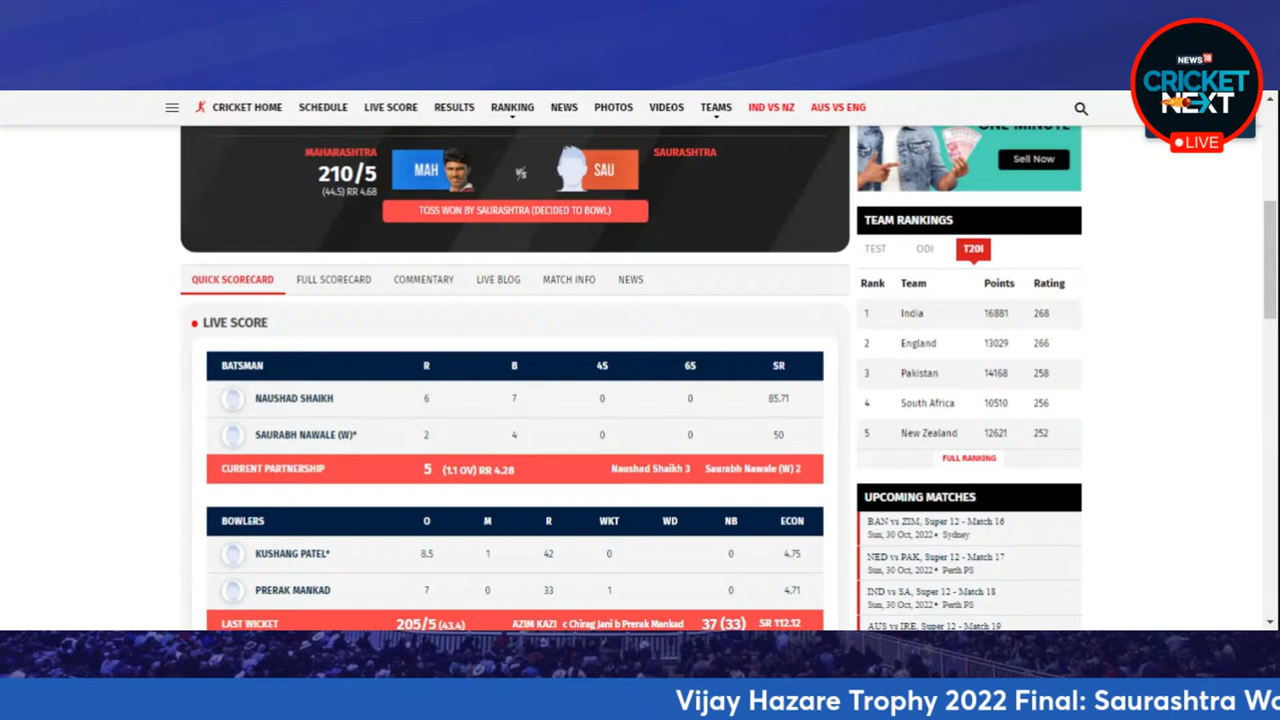 NEWS18
CRICKET
NEXT
LIVE
CRICKET HOME SCHEDULE LIVE SCORE RESULTS RANKING NEWS PHOTOS VIDEOS TEAMS IND VS NZ AUS VS ENG
MAHARASHTRA
210/5
(44.5) RR 4.68
MAH
V/S
SAU
SAURASHTRA
TOSS WON BY SAURASHTRA (DECIDED TO BOWL)
ONE MINUTE
Sell Now
QUICK SCORECARD FULL SCORECARD COMMENTARY LIVE BLOG MATCH INFO NEWS
LIVE SCORE
BATSMAN R B 4S 6S SR
NAUSHAD SHAIKH 6 7 0 0 85.71
SAURABH NAWALE (W)* 2 4 0 0 50
CURRENT PARTNERSHIP 5 (1.1 OV) RR 4.28 Naushad Shaikh 3 Saurabh Nawale (W) 2
BOWLERS O M R WKT WD NB ECON
KUSHANG PATEL* 8.5 1 42 0 0 4.75
PRERAK MANKAD 7 0 33 1 0 4.71
LAST WICKET 205/5 (43.4) AZIM KAZI c Chirag Jani b Prerak Mankad 37 (33) SR 112.12
TEAM RANKINGS
TEST ODI T20I
Rank Team Points Rating
1 India 16881 268
2 England 13029 266
3 Pakistan 14168 258
4 South Africa 10510 256
5 New Zealand 12621 252
FULL RANKING
UPCOMING MATCHES
BAN vs ZIM, Super 12 - Match 16
Sun, 30 Oct, 2022 • Sydney
NED vs PAK, Super 12 - Match 17
Sun, 30 Oct, 2022 • Perth PS
IND vs SA, Super 12 - Match 18
Sun, 30 Oct, 2022 • Perth PS
AUS vs IRE, Super 12 - Match 19
Vijay Hazare Trophy 2022 Final: Saurashtra Wo